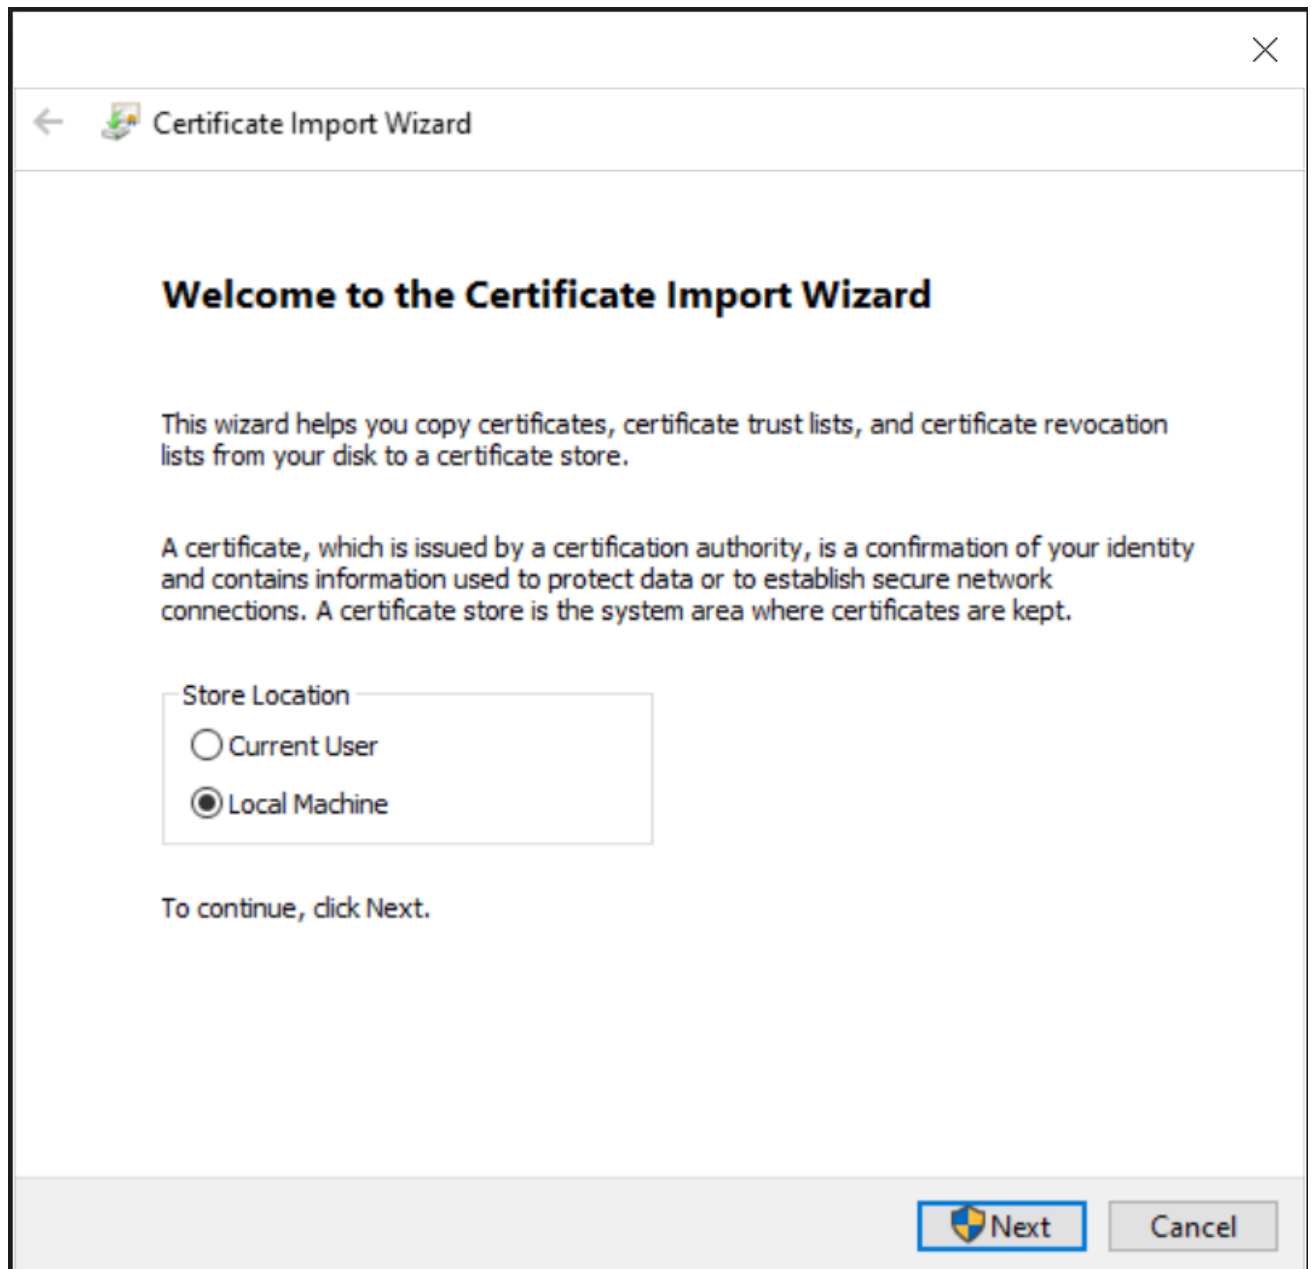 Certificate Import Wizard
Welcome to the Certificate Import Wizard
This wizard helps you copy certificates, certificate trust lists, and certificate revocation
lists from your disk to a certificate store.
A certificate, which is issued by a certification authority, is a confirmation of your identity
and contains information used to protect data or to establish secure network
connections. A certificate store is the system area where certificates are kept.
Store Location
Current User
Local Machine
To continue, click Next.
Next
Cancel